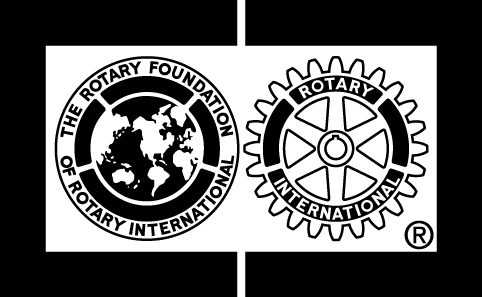 THE ROTARY FOUNDATION
OF ROTARY INTERNATIONAL
ROTARY
INTERNATIONAL
®